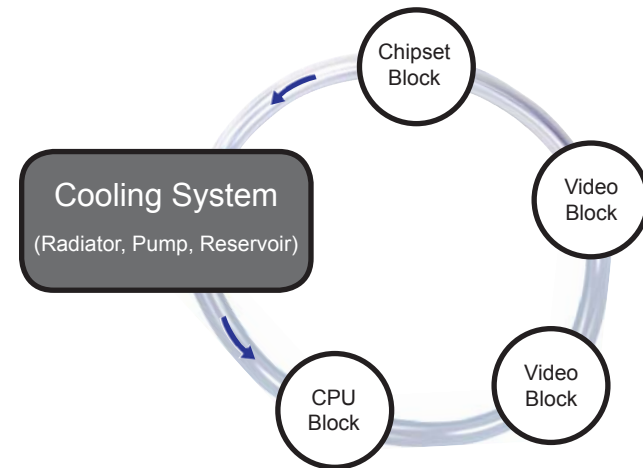 Chipset
Block
Cooling System
(Radiator, Pump, Reservoir)
Video
Block
CPU
Block
Video
Block